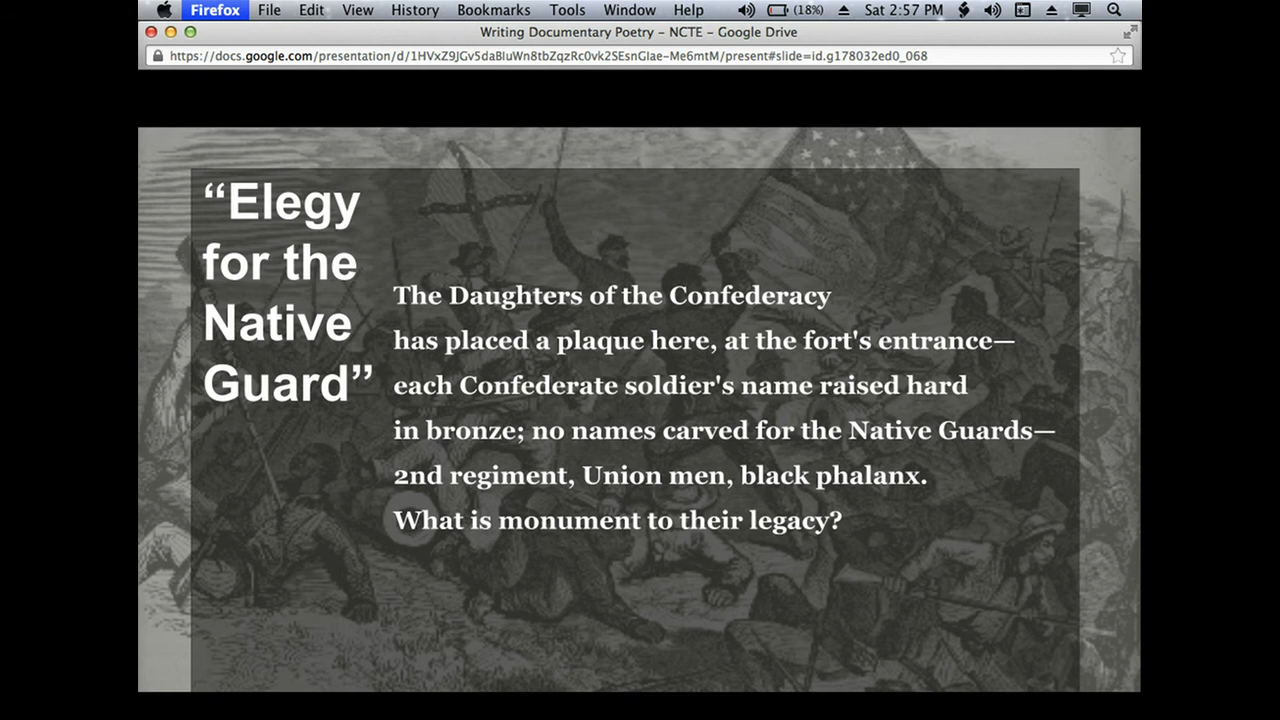 Firefox File Edit View History Bookmarks Tools Window Help (18%) Sat 2:57 PM
Writing Documentary Poetry – NCTE – Google Drive
https://docs.google.com/presentation/d/1HVxZ9JGv5daBluWn8tbZqzRc0vk2SEsnGlae-Me6mtM/present#slide=id.g178032ed0_068
“Elegy
for the
Native
Guard”
The Daughters of the Confederacy
has placed a plaque here, at the fort's entrance—
each Confederate soldier's name raised hard
in bronze; no names carved for the Native Guards—
2nd regiment, Union men, black phalanx.
What is monument to their legacy?